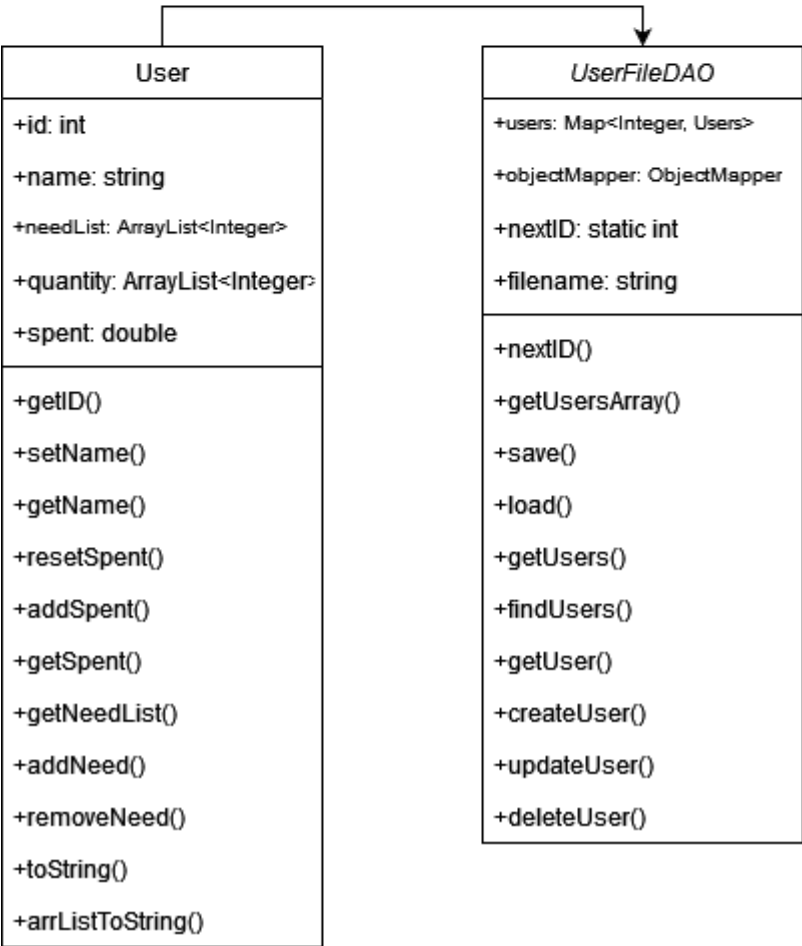 User
+id: int
+name: string
+needList: ArrayList<Integer>
+quantity: ArrayList<Integer>
+spent: double
+getID()
+setName()
+getName()
+resetSpent()
+addSpent()
+getSpent()
+getNeedList()
+addNeed()
+removeNeed()
+toString()
+arrListToString()
UserFileDAO
+users: Map<Integer, Users>
+objectMapper: ObjectMapper
+nextID: static int
+filename: string
+nextID()
+getUsersArray()
+save()
+load()
+getUsers()
+findUsers()
+getUser()
+createUser()
+updateUser()
+deleteUser()